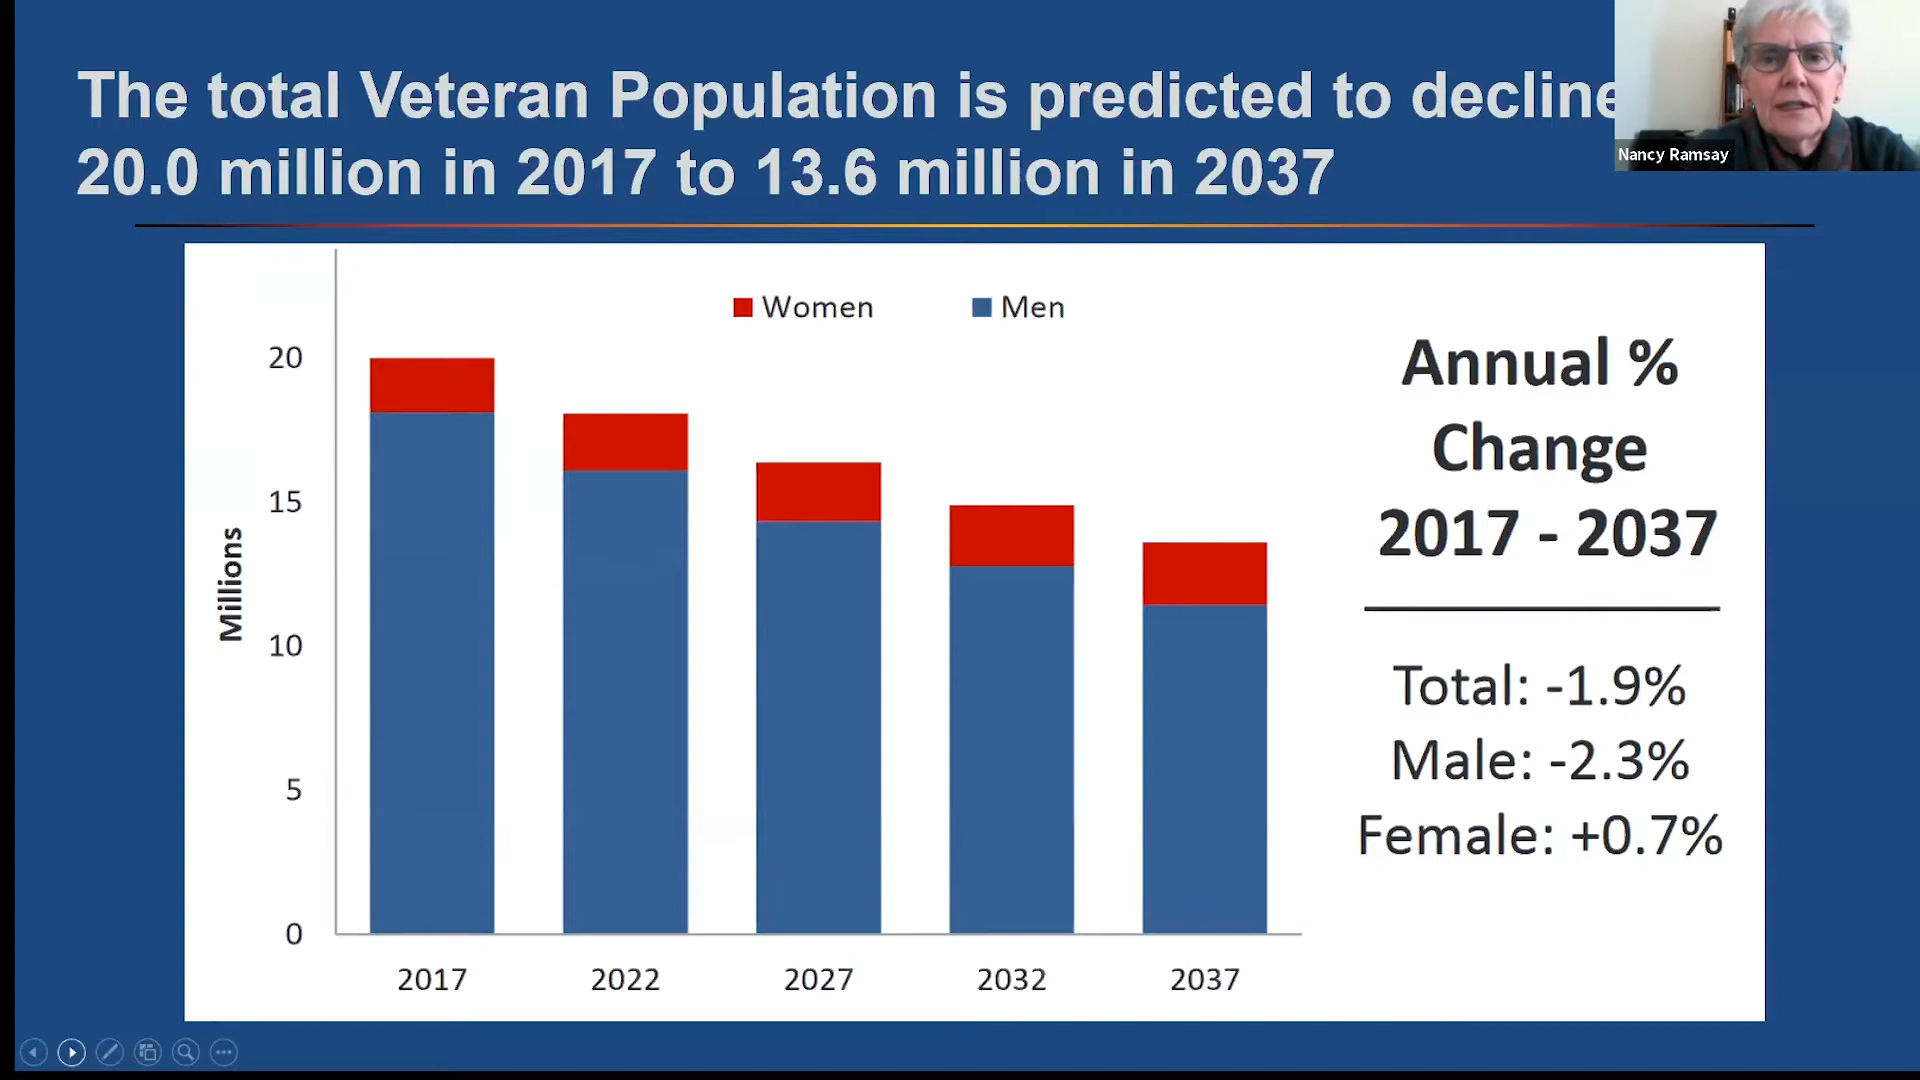 The total Veteran Population is predicted to decline
20.0 million in 2017 to 13.6 million in 2037
Nancy Ramsay
Women
Men
20
15
10
5
0
Millions
2017
2022
2027
2032
2037
Annual %
Change
2017 - 2037
Total: -1.9%
Male: -2.3%
Female: +0.7%